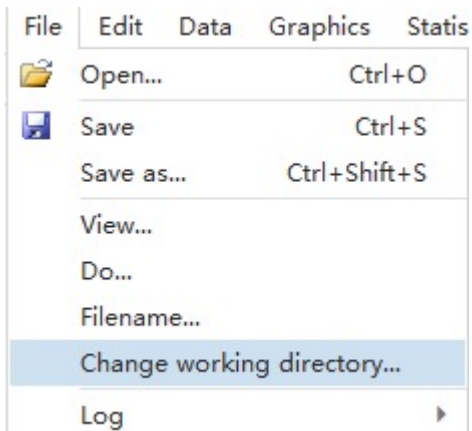 File Edit Data Graphics Statis
Open... Ctrl+O
Save Ctrl+S
Save as... Ctrl+Shift+S
View...
Do...
Filename...
Change working directory...
Log